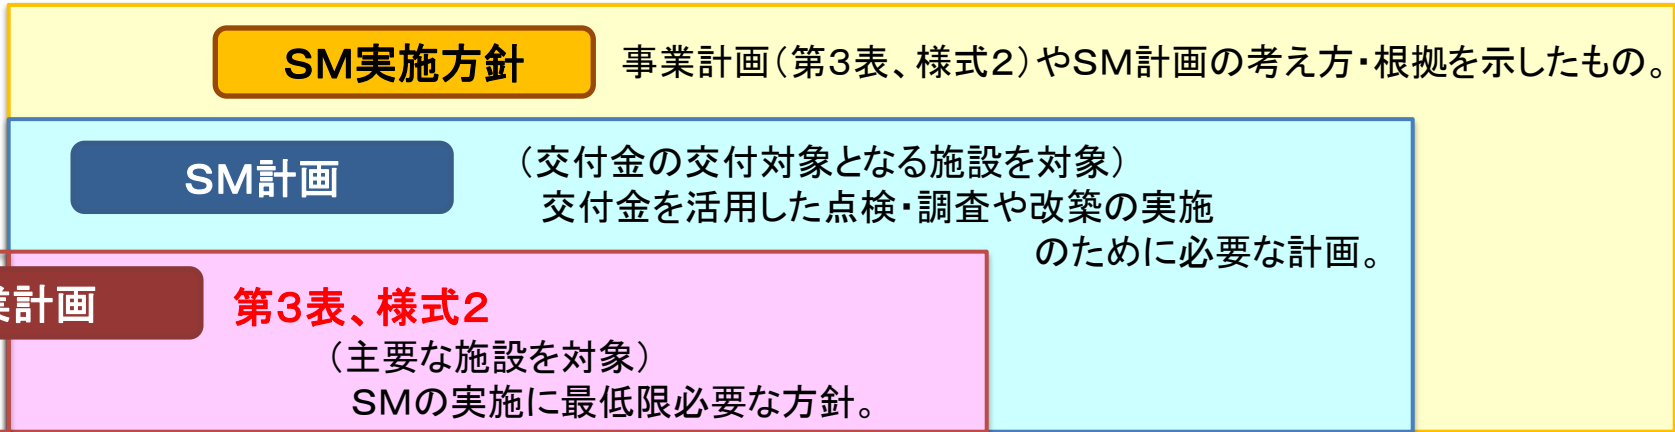 SM実施方針
事業計画(第3表、様式2)やSM計画の考え方・根拠を示したもの。
SM計画
(交付金の交付対象となる施設を対象)
交付金を活用した点検・調査や改築の実施
のために必要な計画。
業計画
第3表、様式2
(主要な施設を対象)
SMの実施に最低限必要な方針。